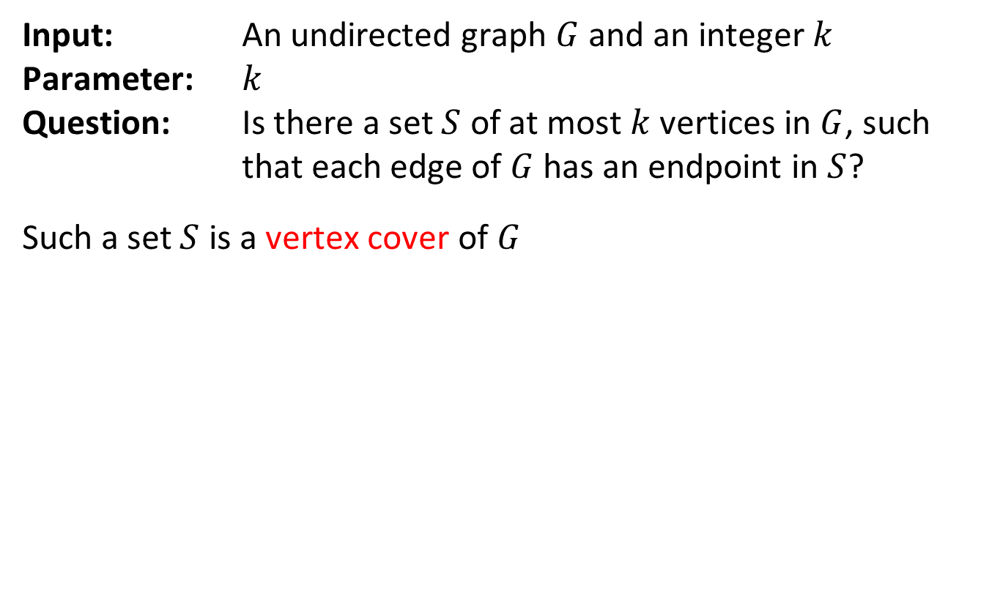 Input: An undirected graph G and an integer k
Parameter: k
Question: Is there a set S of at most k vertices in G, such
that each edge of G has an endpoint in S?
Such a set S is a vertex cover of G